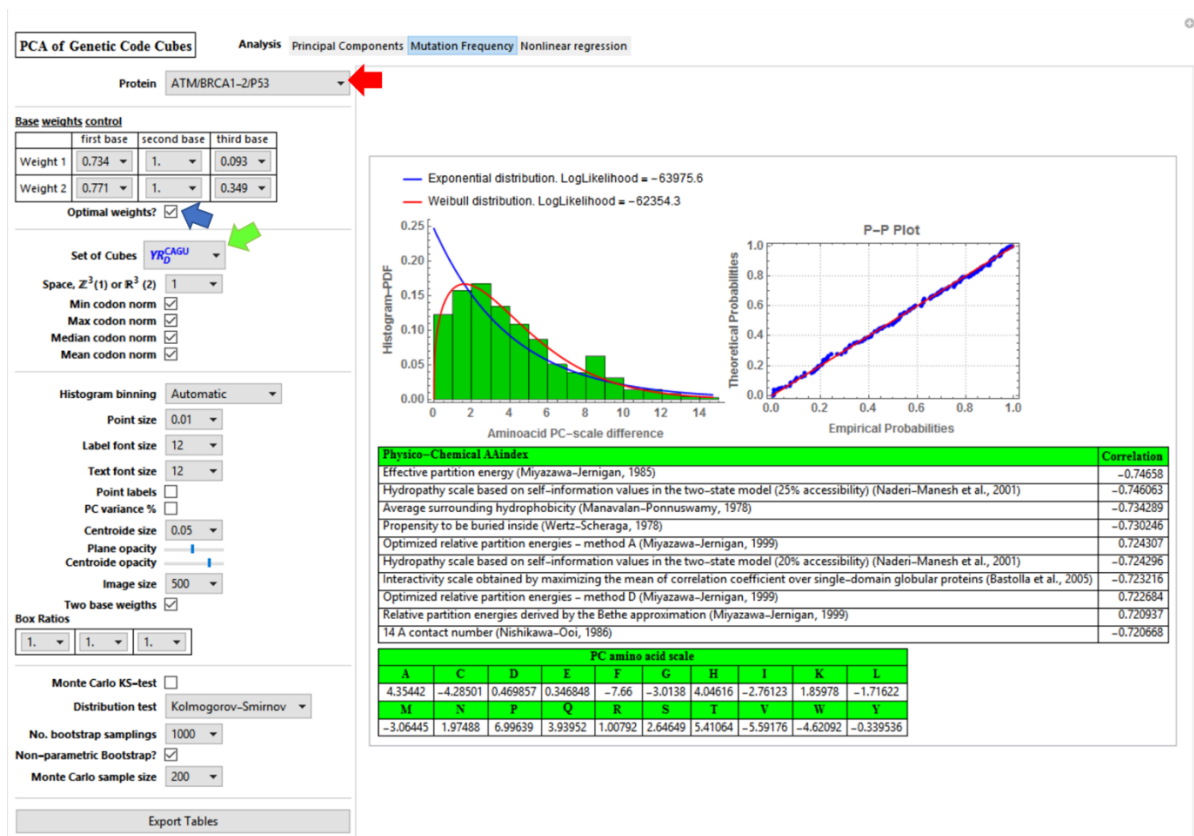 PCA of Genetic Code Cubes
Analysis Principal Components Mutation Frequency Nonlinear regression
Protein ATM/BRCA1-2/P53
Base weights control
first base second base third base
Weight 1 0.734 1. 0.093
Weight 2 0.771 1. 0.349
Optimal weights?
Set of Cubes YR_D^CAGU
Space, ℤ³(1) or ℝ³ (2) 1
Min codon norm
Max codon norm
Median codon norm
Mean codon norm
Histogram binning Automatic
Point size 0.01
Label font size 12
Text font size 12
Point labels
PC variance %
Centroide size 0.05
Plane opacity
Centroide opacity
Image size 500
Two base weigths
Box Ratios
1. 1. 1.
Monte Carlo KS-test
Distribution test Kolmogorov-Smirnov
No. bootstrap samplings 1000
Non-parametric Bootstrap?
Monte Carlo sample size 200
Export Tables
Exponential distribution. LogLikelihood = -63975.6
Weibull distribution. LogLikelihood = -62354.3
Histogram-PDF
0.25
0.20
0.15
0.10
0.05
0.00
0 2 4 6 8 10 12 14
Aminoacid PC-scale difference
P-P Plot
Theoretical Probabilities
1.0
0.8
0.6
0.4
0.2
0.0
0.0 0.2 0.4 0.6 0.8 1.0
Empirical Probabilities
Physico-Chemical AAindex Correlation
Effective partition energy (Miyazawa-Jernigan, 1985) -0.74658
Hydropathy scale based on self-information values in the two-state model (25% accessibility) (Naderi-Manesh et al., 2001) -0.746063
Average surrounding hydrophobicity (Manavalan-Ponnuswamy, 1978) -0.734289
Propensity to be buried inside (Wertz-Scheraga, 1978) -0.730246
Optimized relative partition energies - method A (Miyazawa-Jernigan, 1999) 0.724307
Hydropathy scale based on self-information values in the two-state model (20% accessibility) (Naderi-Manesh et al., 2001) -0.724296
Interactivity scale obtained by maximizing the mean of correlation coefficient over single-domain globular proteins (Bastolla et al., 2005) -0.723216
Optimized relative partition energies - method D (Miyazawa-Jernigan, 1999) 0.722684
Relative partition energies derived by the Bethe approximation (Miyazawa-Jernigan, 1999) 0.720937
14 A contact number (Nishikawa-Ooi, 1986) -0.720668
PC amino acid scale
A C D E F G H I K L
4.35442 -4.28501 0.469857 0.346848 -7.66 -3.0138 4.04616 -2.76123 1.85978 -1.71622
M N P Q R S T V W Y
-3.06445 1.97488 6.99639 3.93952 1.00792 2.64649 5.41064 -5.59176 -4.62092 -0.339536